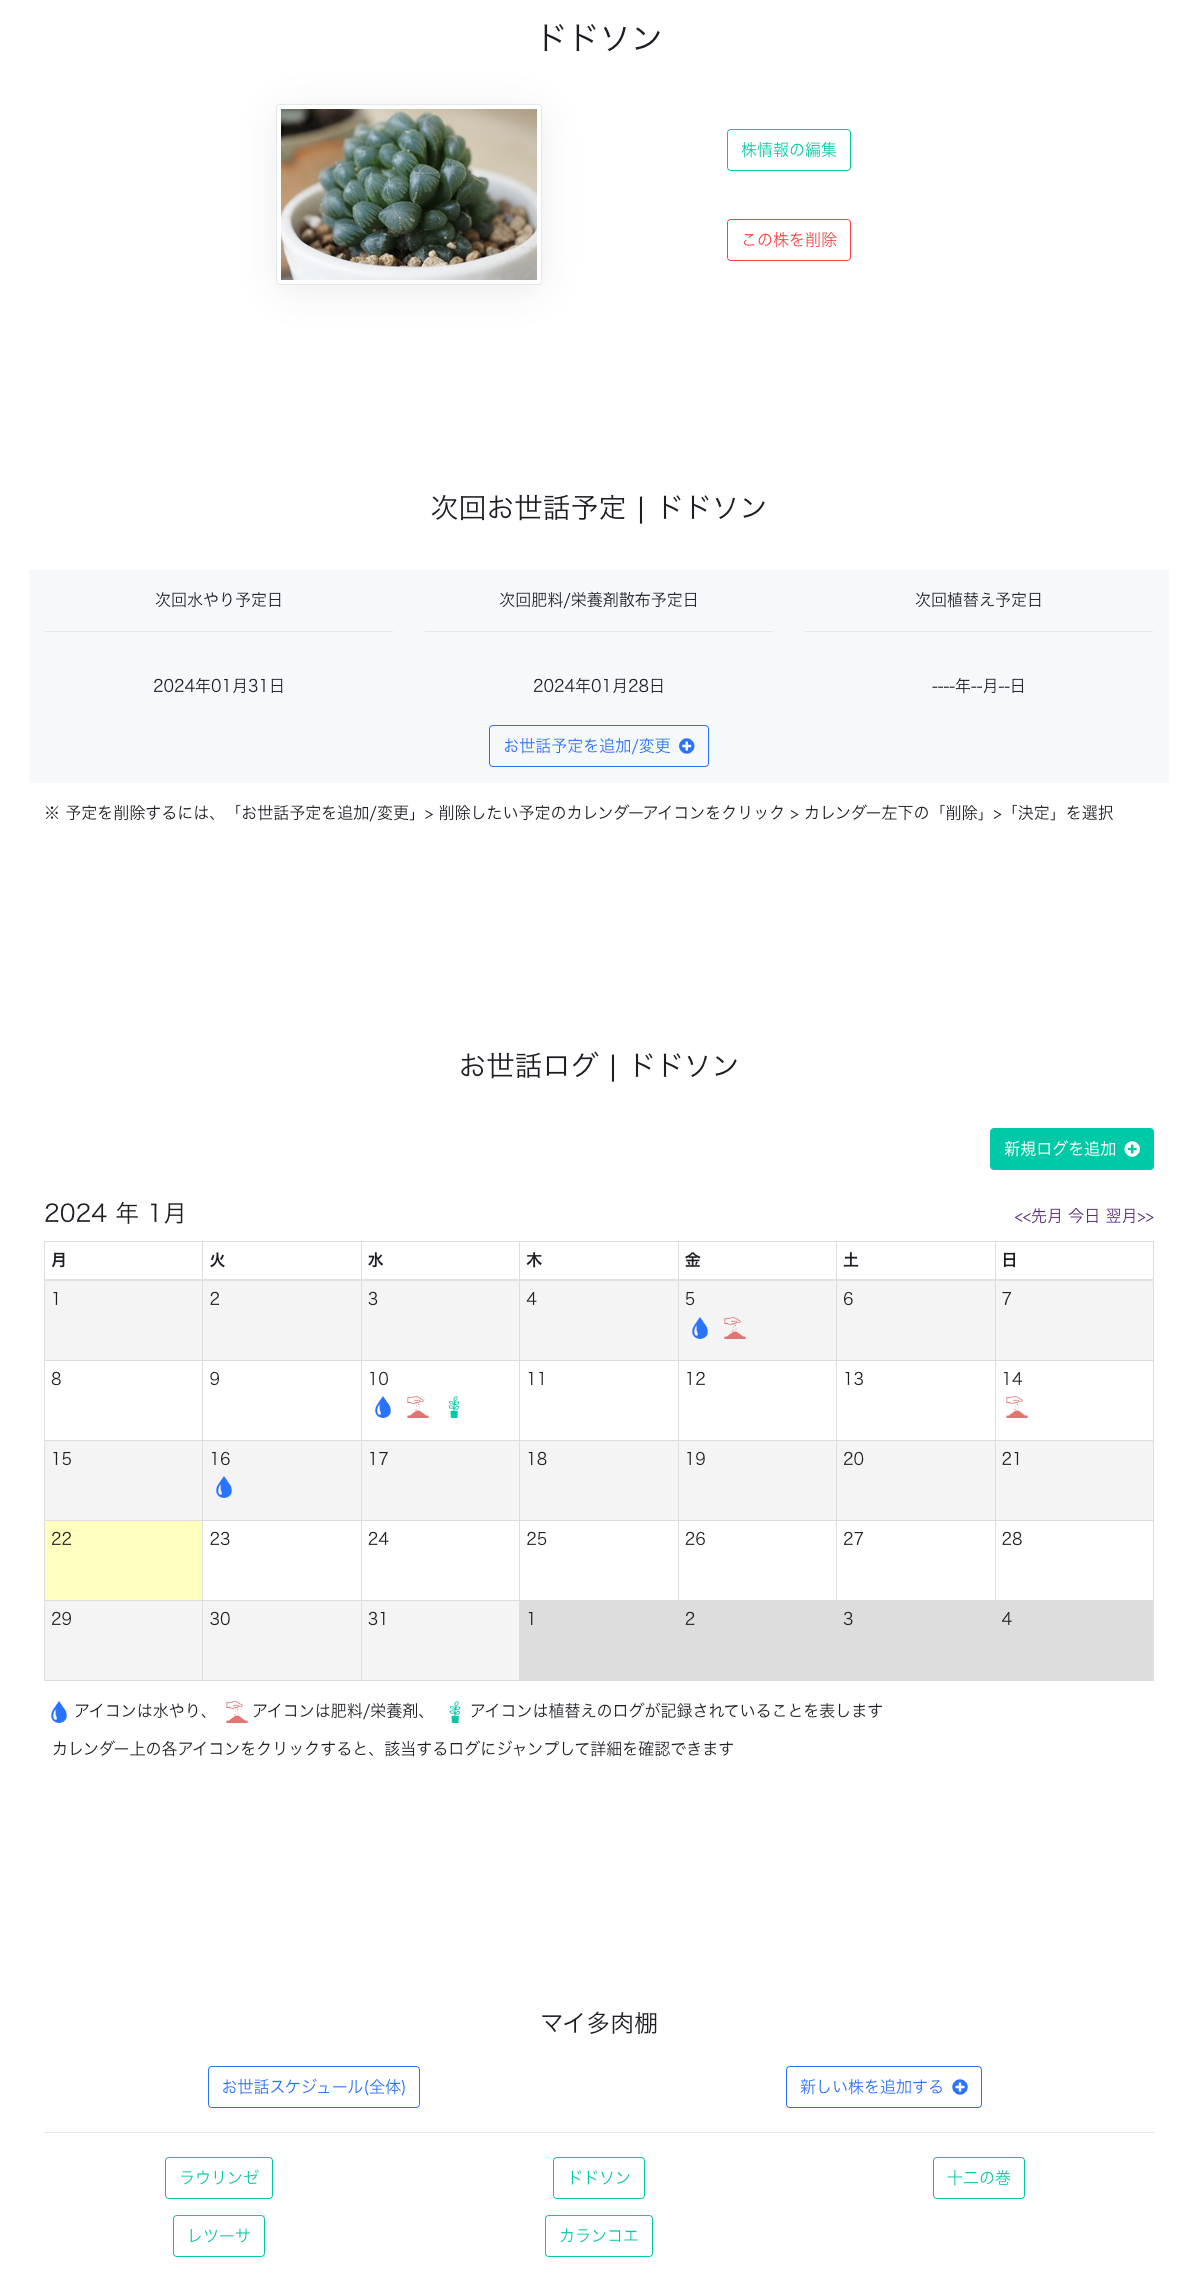 ドドソン
株情報の編集
この株を削除
次回お世話予定 | ドドソン
次回水やり予定日 次回肥料/栄養剤散布予定日 次回植替え予定日
2024年01月31日 2024年01月28日 ----年--月--日
お世話予定を追加/変更
※ 予定を削除するには、「お世話予定を追加/変更」> 削除したい予定のカレンダーアイコンをクリック > カレンダー左下の「削除」>「決定」を選択
お世話ログ | ドドソン
新規ログを追加
2024 年 1月 <<先月 今日 翌月>>
月 火 水 木 金 土 日
1 2 3 4 5 6 7
8 9 10 11 12 13 14
15 16 17 18 19 20 21
22 23 24 25 26 27 28
29 30 31 1 2 3 4
アイコンは水やり、 アイコンは肥料/栄養剤、 アイコンは植替えのログが記録されていることを表します
カレンダー上の各アイコンをクリックすると、該当するログにジャンプして詳細を確認できます
マイ多肉棚
お世話スケジュール(全体) 新しい株を追加する
ラウリンゼ ドドソン 十二の巻
レツーサ カランコエ